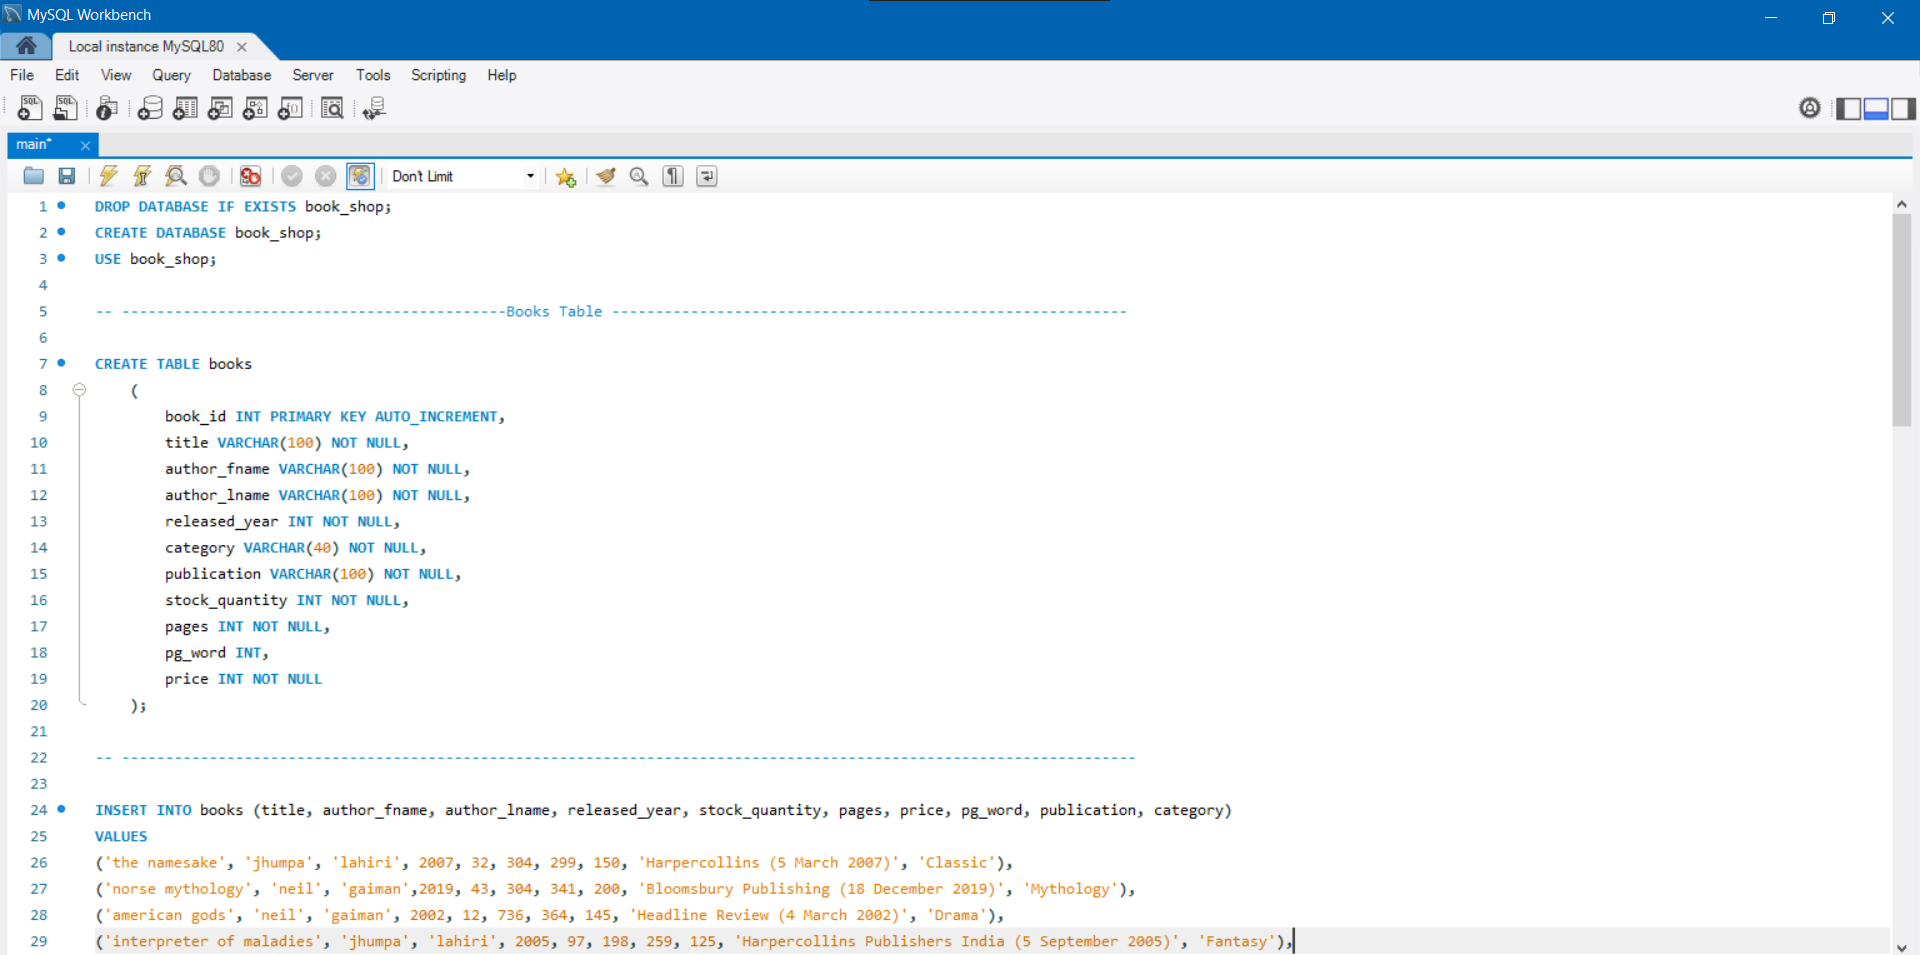 MySQL Workbench
Local instance MySQL80
File Edit View Query Database Server Tools Scripting Help
main*
Don't Limit
1 DROP DATABASE IF EXISTS book_shop;
2 CREATE DATABASE book_shop;
3 USE book_shop;
4
5 -- --------------------------------------------Books Table -----------------------------------------------------------
6
7 CREATE TABLE books
8 (
9 book_id INT PRIMARY KEY AUTO_INCREMENT,
10 title VARCHAR(100) NOT NULL,
11 author_fname VARCHAR(100) NOT NULL,
12 author_lname VARCHAR(100) NOT NULL,
13 released_year INT NOT NULL,
14 category VARCHAR(40) NOT NULL,
15 publication VARCHAR(100) NOT NULL,
16 stock_quantity INT NOT NULL,
17 pages INT NOT NULL,
18 pg_word INT,
19 price INT NOT NULL
20 );
21
22 -- --------------------------------------------------------------------------------------------------------------------
23
24 INSERT INTO books (title, author_fname, author_lname, released_year, stock_quantity, pages, price, pg_word, publication, category)
25 VALUES
26 ('the namesake', 'jhumpa', 'lahiri', 2007, 32, 304, 299, 150, 'Harpercollins (5 March 2007)', 'Classic'),
27 ('norse mythology', 'neil', 'gaiman',2019, 43, 304, 341, 200, 'Bloomsbury Publishing (18 December 2019)', 'Mythology'),
28 ('american gods', 'neil', 'gaiman', 2002, 12, 736, 364, 145, 'Headline Review (4 March 2002)', 'Drama'),
29 ('interpreter of maladies', 'jhumpa', 'lahiri', 2005, 97, 198, 259, 125, 'Harpercollins Publishers India (5 September 2005)', 'Fantasy'),